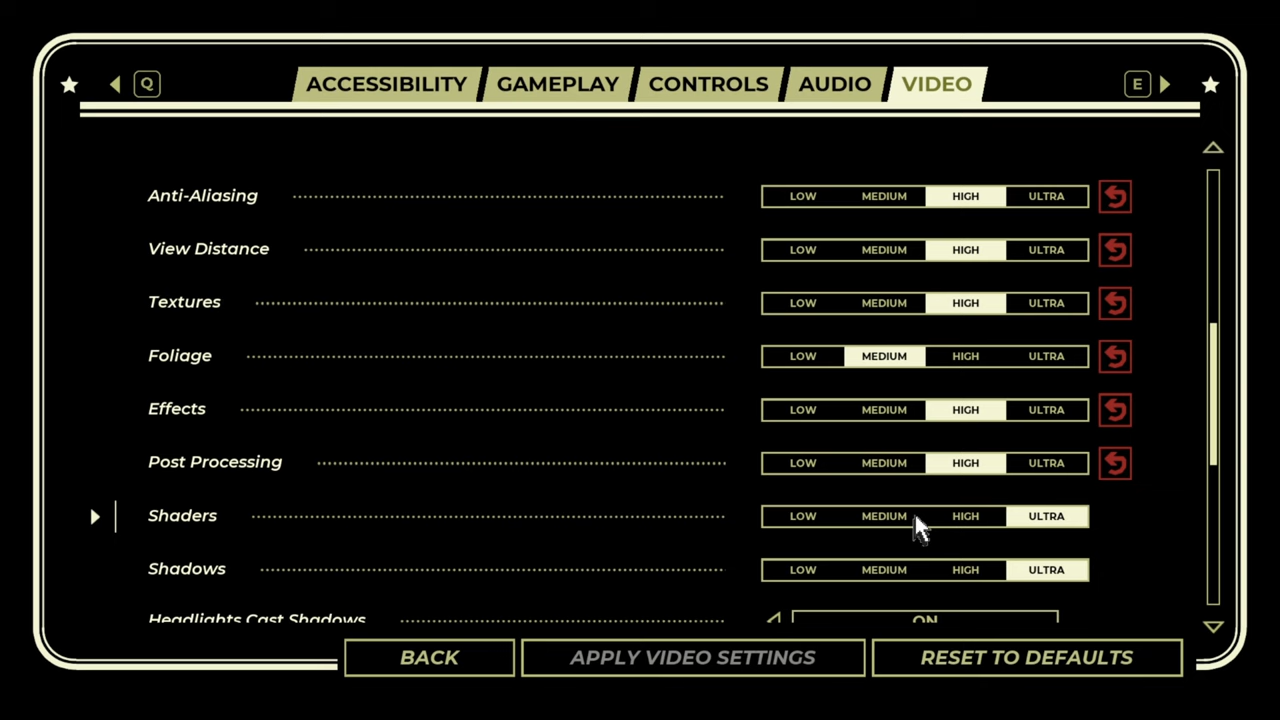 Q ACCESSIBILITY GAMEPLAY CONTROLS AUDIO VIDEO E
Anti-Aliasing LOW MEDIUM HIGH ULTRA
View Distance LOW MEDIUM HIGH ULTRA
Textures LOW MEDIUM HIGH ULTRA
Foliage LOW MEDIUM HIGH ULTRA
Effects LOW MEDIUM HIGH ULTRA
Post Processing LOW MEDIUM HIGH ULTRA
Shaders LOW MEDIUM HIGH ULTRA
Shadows LOW MEDIUM HIGH ULTRA
Headlights Cast Shadows ON
BACK APPLY VIDEO SETTINGS RESET TO DEFAULTS